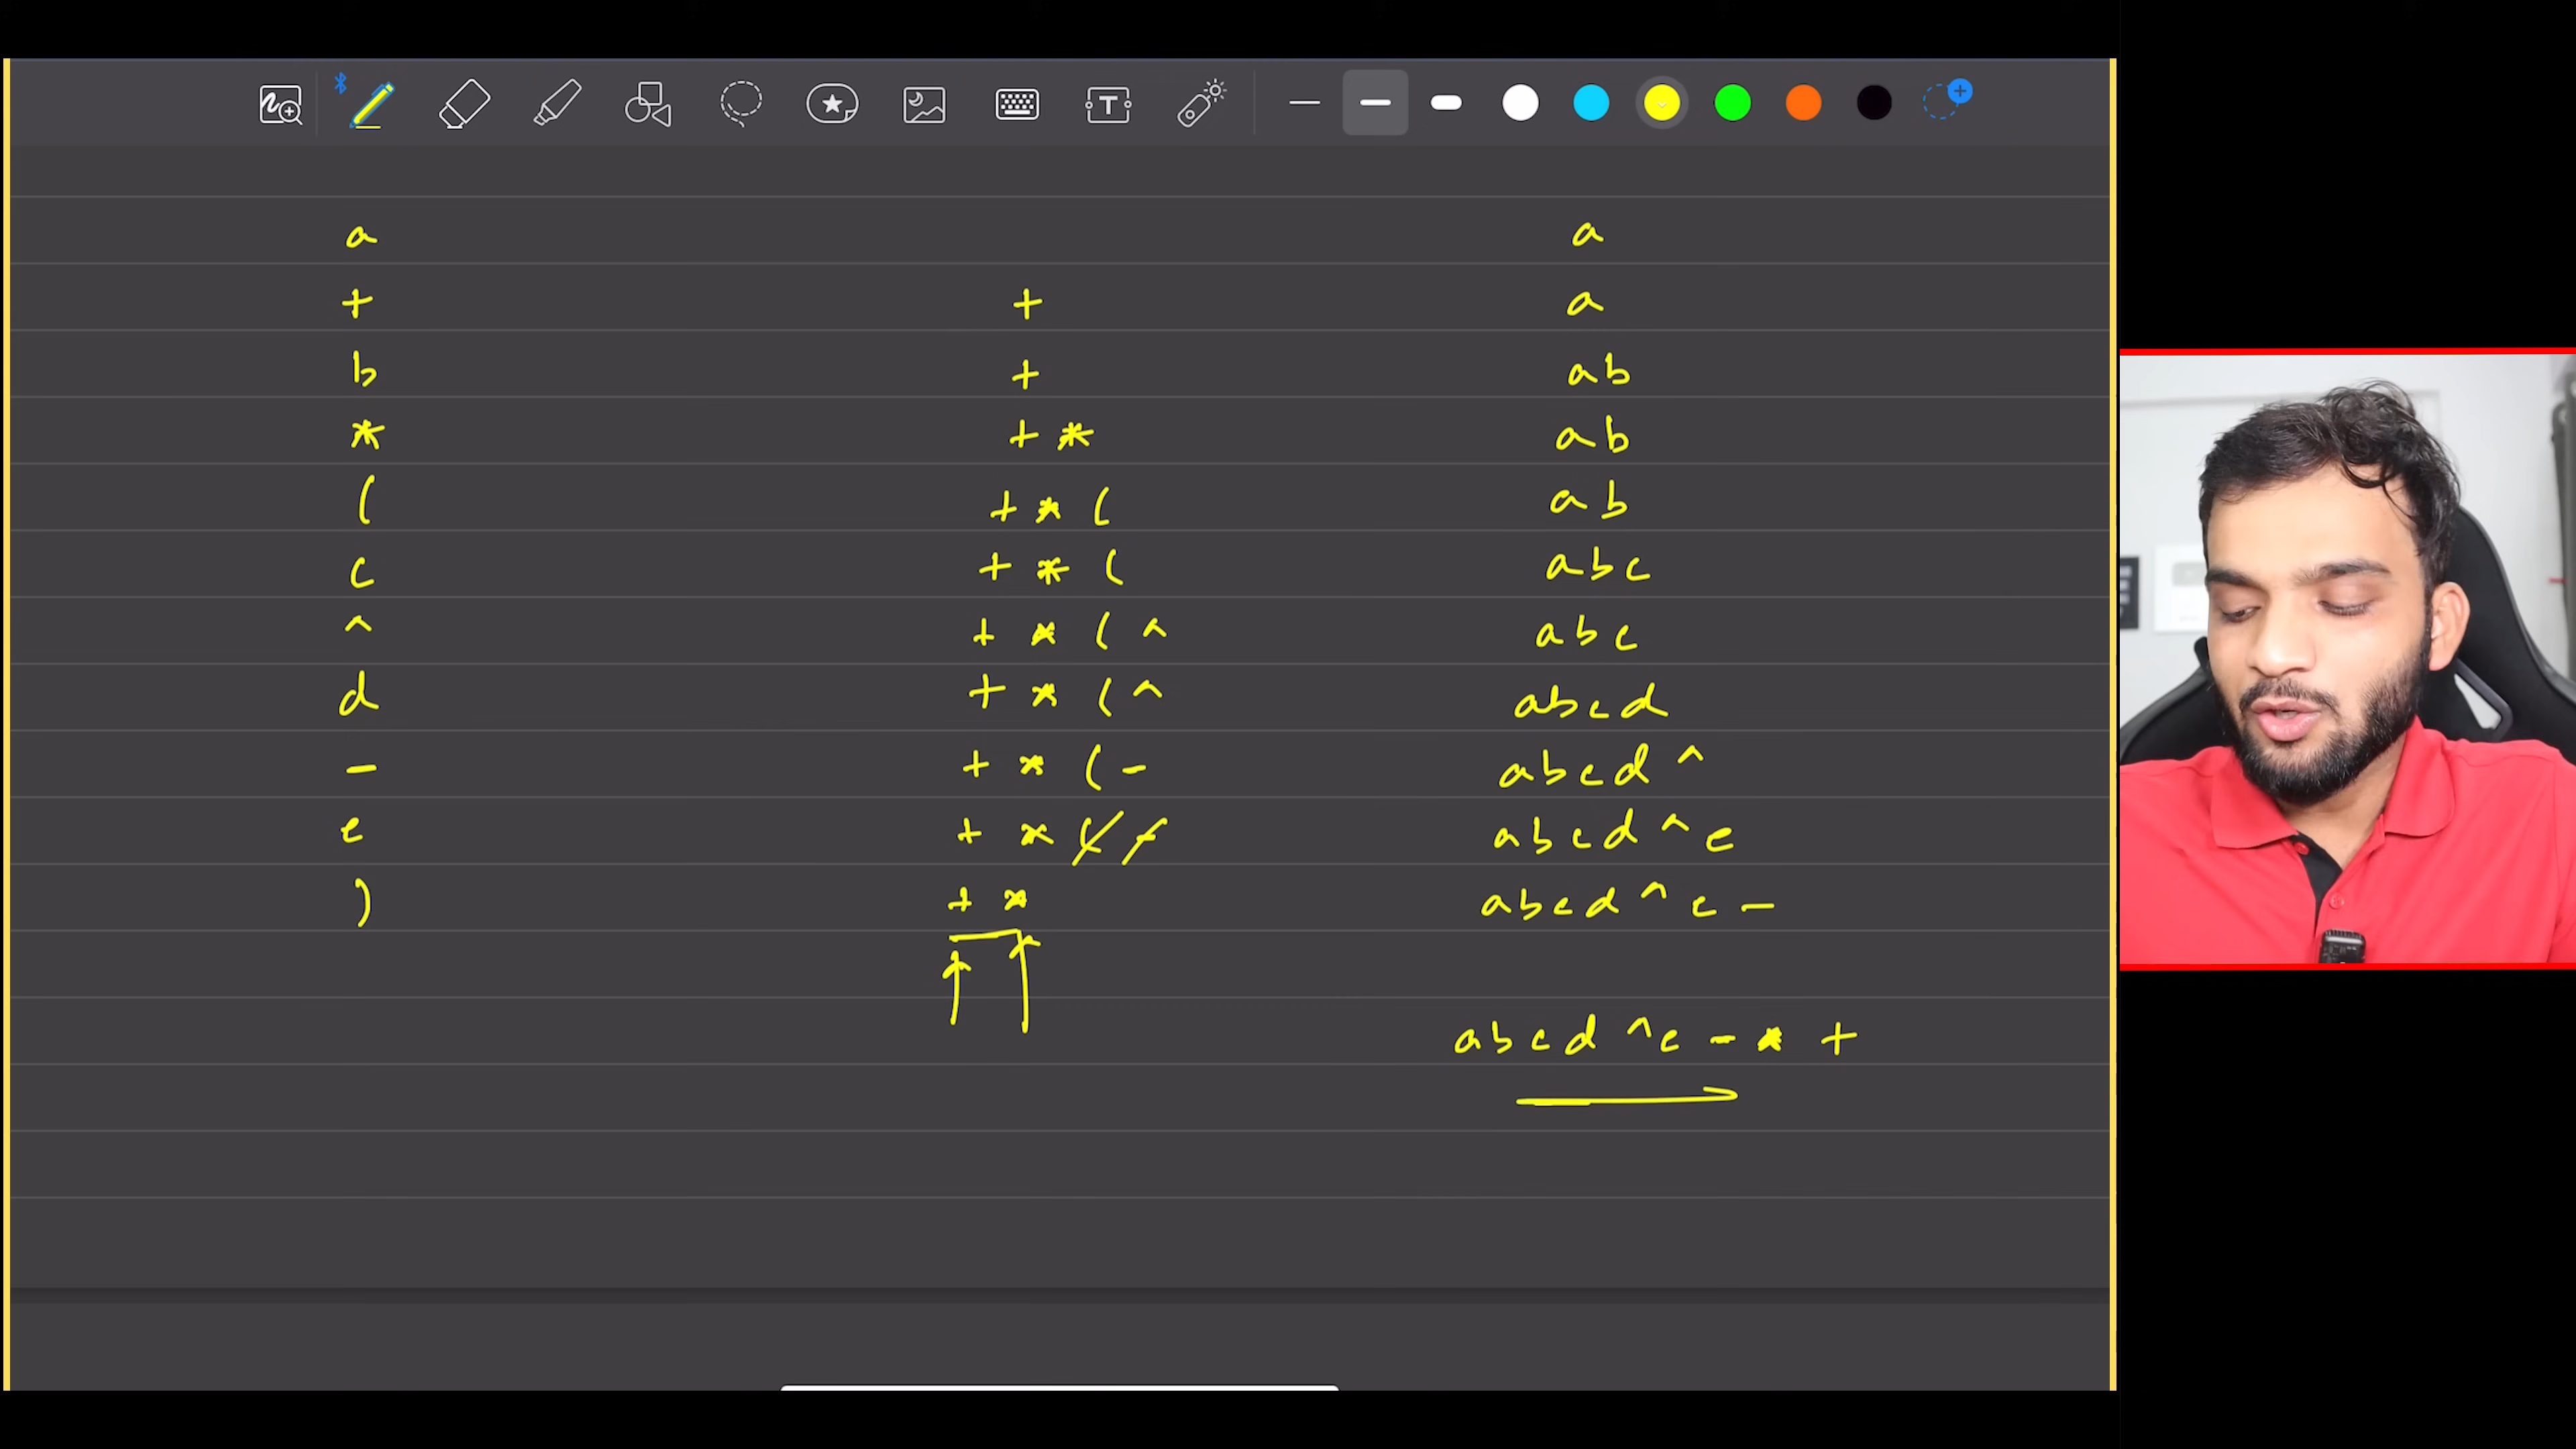 a a
+ + a
b + ab
* + * ab
( + * ( ab
c + * ( abc
^ + * ( ^ abc
d + * ( ^ abcd
- + * ( - abcd^
e + * ( - abcd^e
) + * abcd^e-
abcd^e-*+